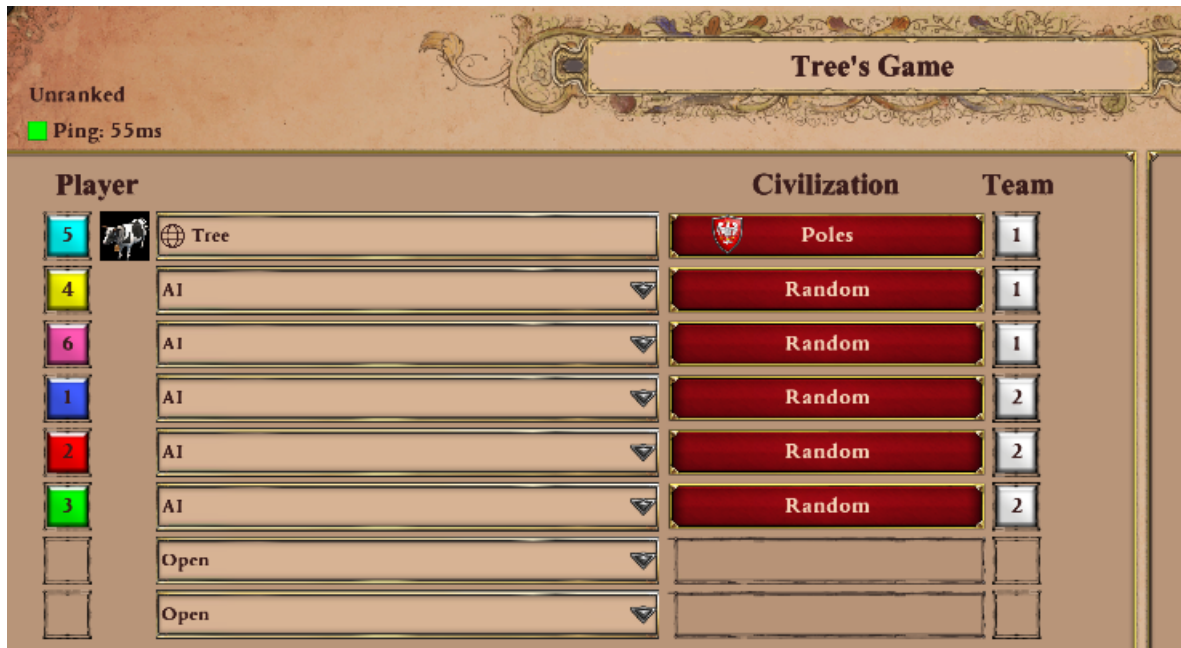 Tree's Game
Unranked
Ping: 55ms
Player Civilization Team
5 Tree Poles 1
4 AI Random 1
6 AI Random 1
1 AI Random 2
2 AI Random 2
3 AI Random 2
Open
Open